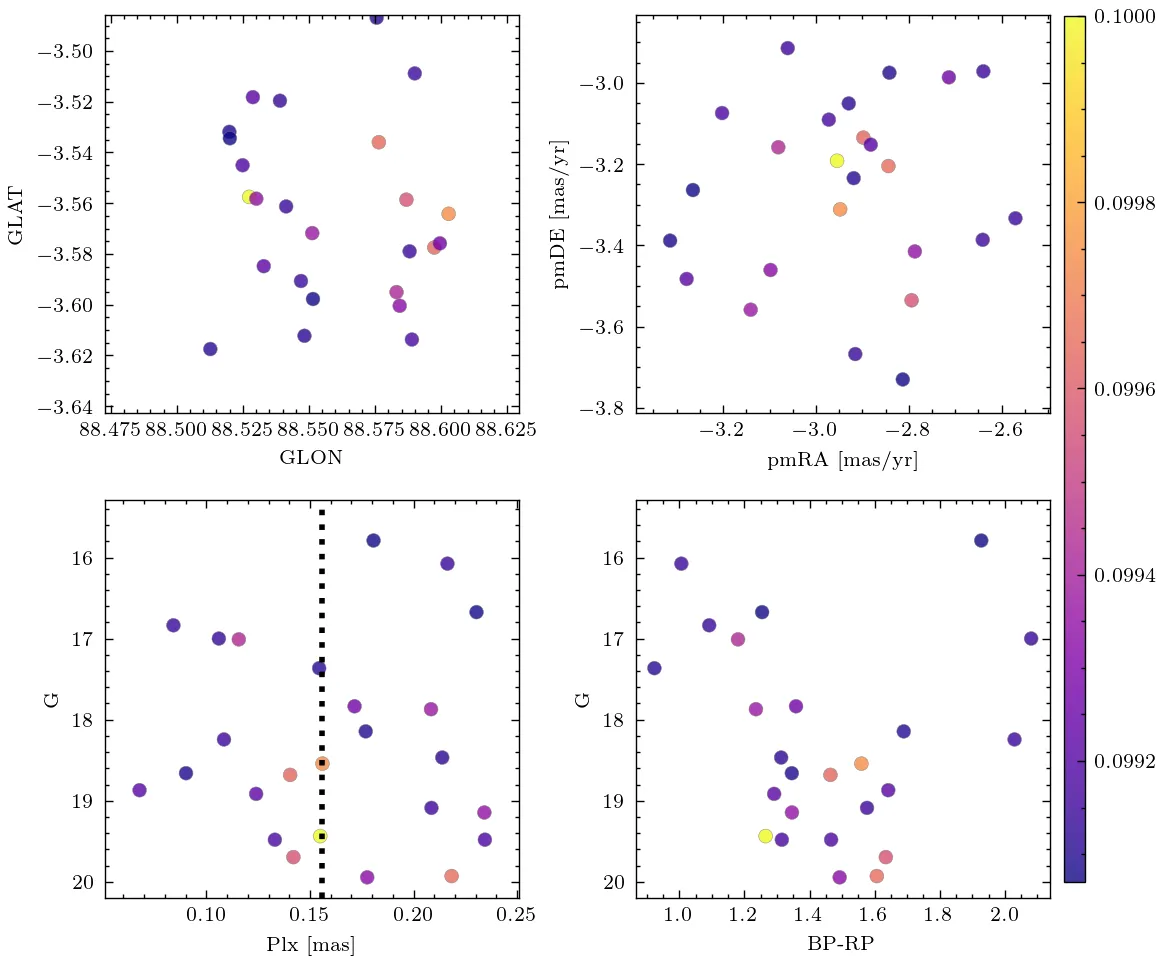 −3.50
−3.52
−3.54
−3.56
−3.58
−3.60
−3.62
−3.64
GLAT
88.475 88.500 88.525 88.550 88.575 88.600 88.625
GLON
−3.0
−3.2
−3.4
−3.6
−3.8
pmDE [mas/yr]
−3.2 −3.0 −2.8 −2.6
pmRA [mas/yr]
0.1000
0.0998
0.0996
0.0994
0.0992
16
17
18
19
20
G
0.10 0.15 0.20 0.25
Plx [mas]
16
17
18
19
20
G
1.0 1.2 1.4 1.6 1.8 2.0
BP-RP